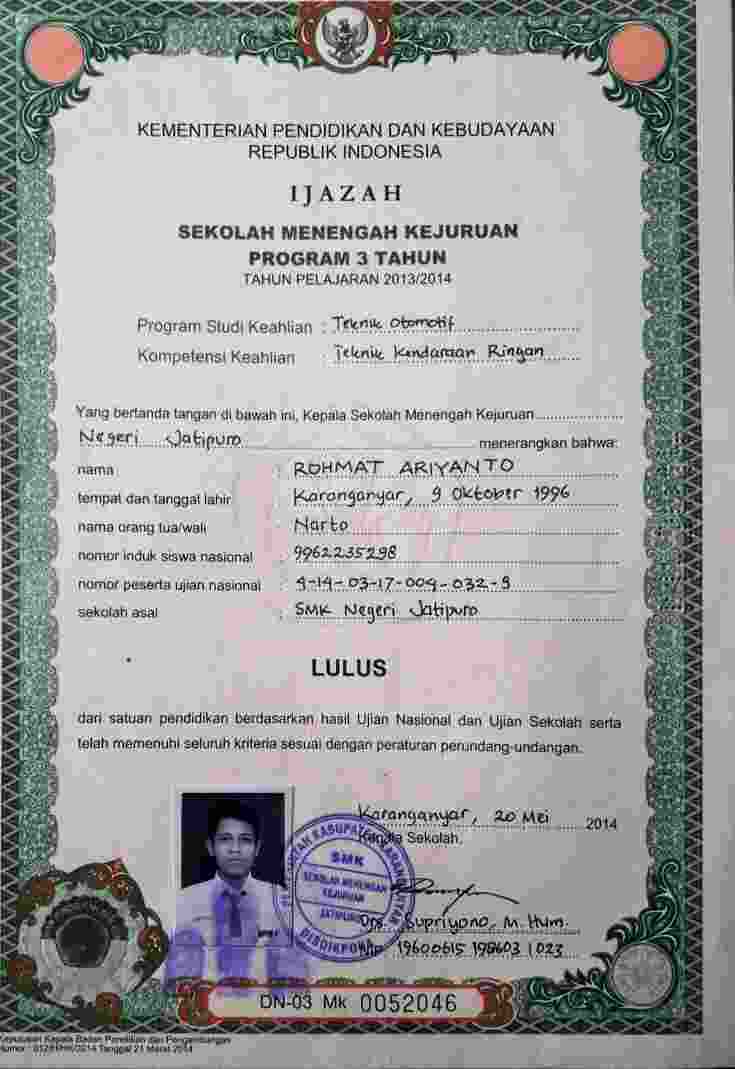 KEMENTERIAN PENDIDIKAN DAN KEBUDAYAAN
REPUBLIK INDONESIA
IJAZAH
SEKOLAH MENENGAH KEJURUAN
PROGRAM 3 TAHUN
TAHUN PELAJARAN 2013/2014
Program Studi Keahlian : Teknik Otomotif
Kompetensi Keahlian : Teknik Kendaraan Ringan
Yang bertanda tangan di bawah ini, Kepala Sekolah Menengah Kejuruan
Negeri Jatipuro menerangkan bahwa:
nama : ROHMAT ARIYANTO
tempat dan tanggal lahir : Karanganyar, 9 Oktober 1996
nama orang tua/wali : Narto
nomor induk siswa nasional : 9962235298
nomor peserta ujian nasional : 4-14-03-17-004-032-9
sekolah asal : SMK Negeri Jatipuro
LULUS
dari satuan pendidikan berdasarkan hasil Ujian Nasional dan Ujian Sekolah serta
telah memenuhi seluruh kriteria sesuai dengan peraturan perundang-undangan.
Karanganyar, 20 Mei 2014
Kepala Sekolah,
SMK
SEKOLAH MENENGAH
KEJURUAN
JATIPURO
DISDIKPORA
Drs. Supriyono, M. Hum.
19600615 198603 1 023
DN-03 Mk 0052046
Keputusan Kepala Badan Penelitian dan Pengembangan
Tanggal 21 Maret 2014